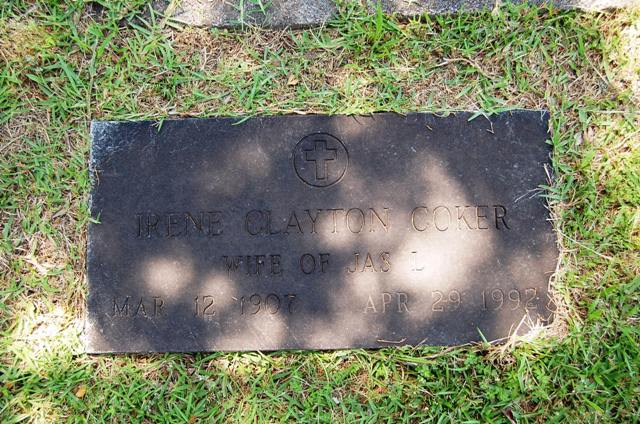 IRENE CLAYTON COKER
WIFE OF JAS L
MAR 12 1907 APR 29 1992